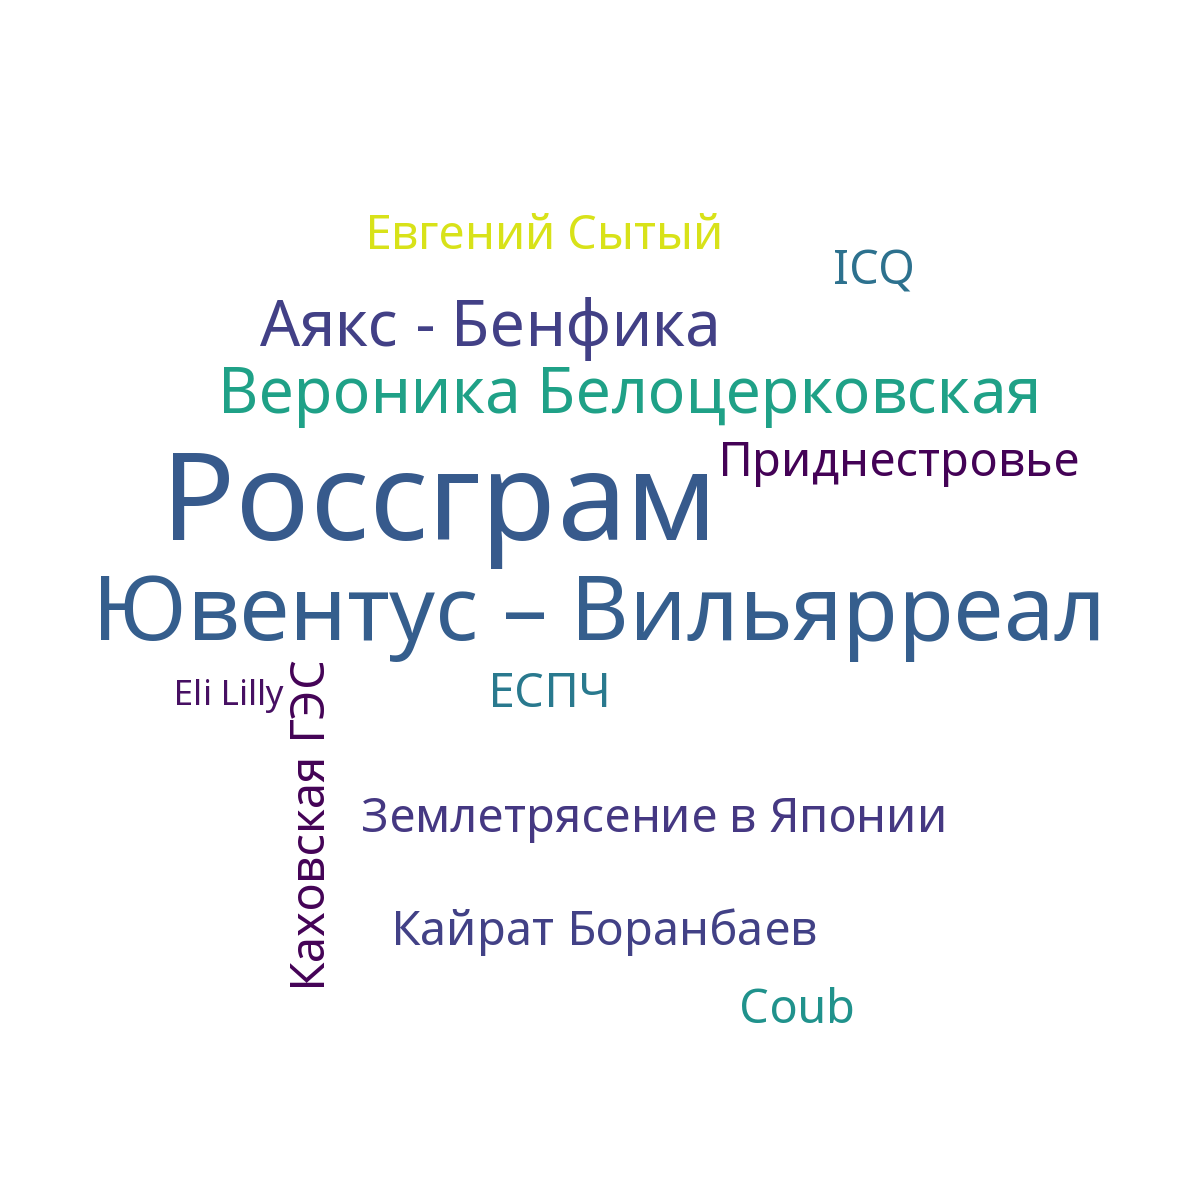 Евгений Сытый
ICQ
Аякс - Бенфика
Вероника Белоцерковская
Приднестровье
Россграм
Ювентус – Вильярреал
Eli Lilly
ЕСПЧ
Каховская ГЭС
Землетрясение в Японии
Кайрат Боранбаев
Coub